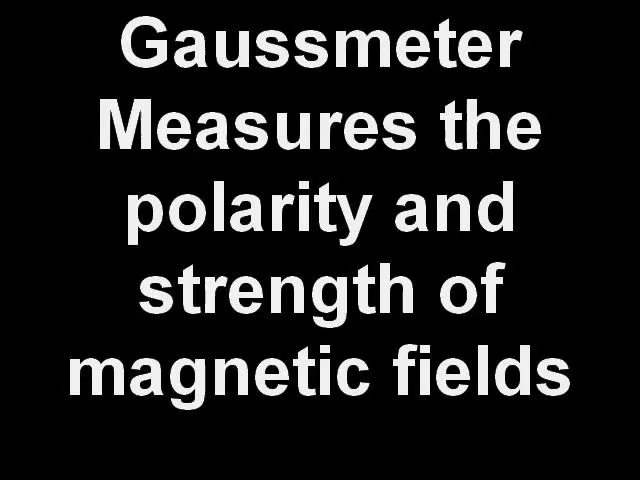 Gaussmeter
Measures the
polarity and
strength of
magnetic fields